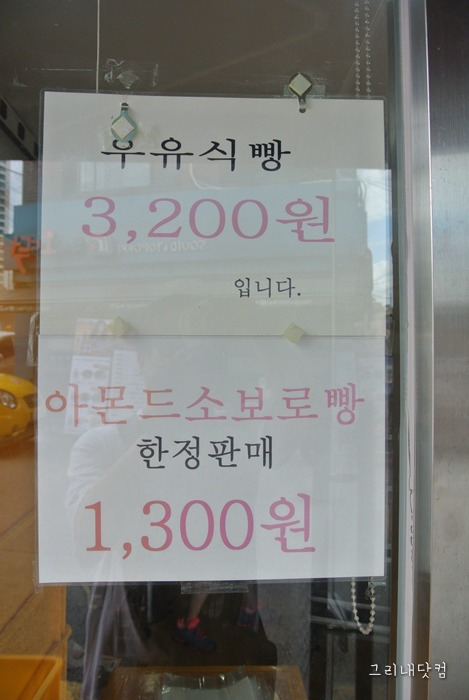 우유식빵
3,200원
입니다.
아몬드소보로빵
한정판매
1,300원
그리내닷컴